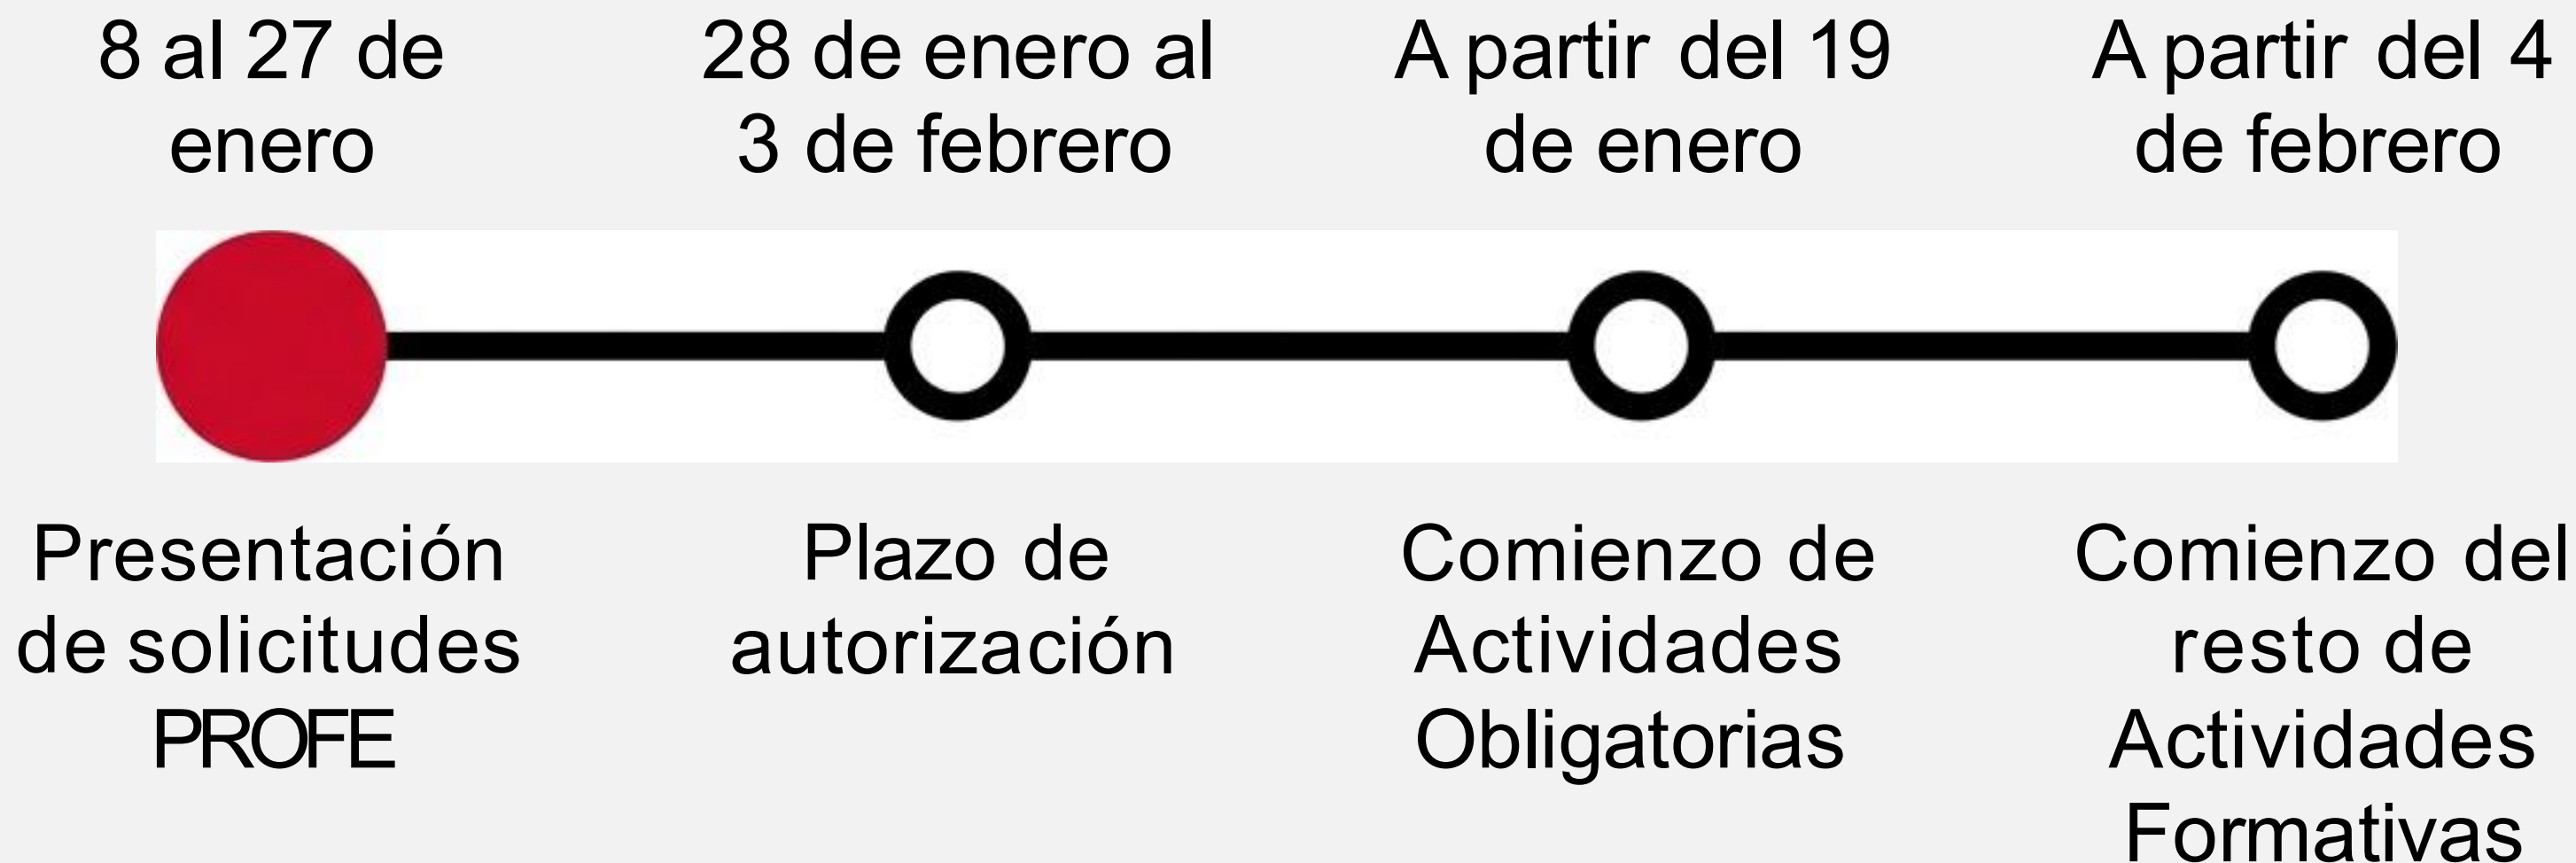 8 al 27 de
enero
28 de enero al
3 de febrero
A partir del 19
de enero
A partir del 4
de febrero
Presentación
de solicitudes
PROFE
Plazo de
autorización
Comienzo de
Actividades
Obligatorias
Comienzo del
resto de
Actividades
Formativas